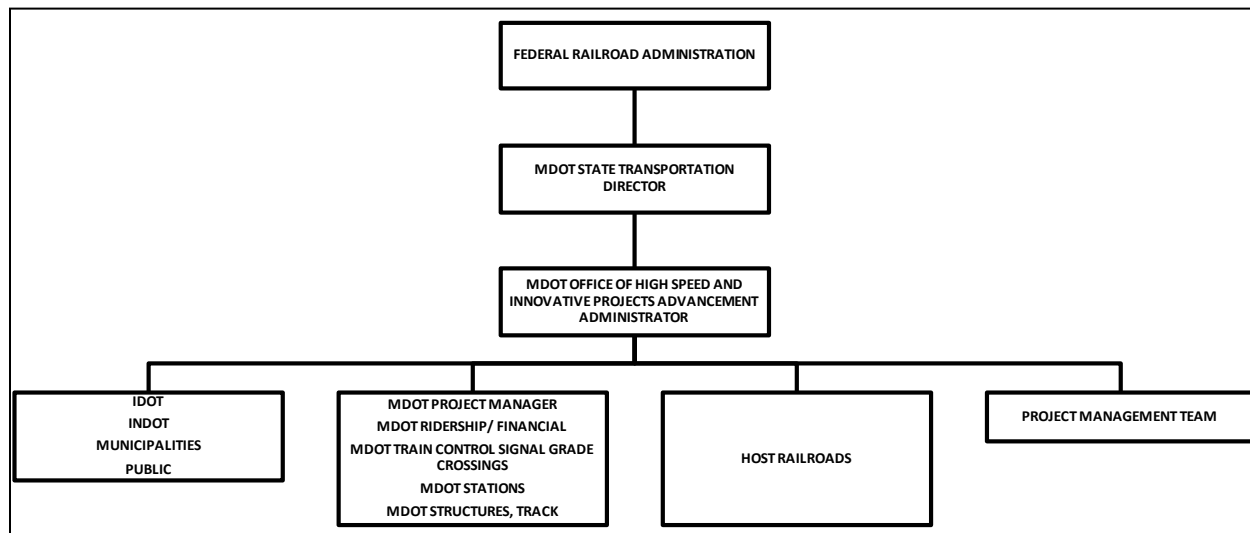 FEDERAL RAILROAD ADMINISTRATION
MDOT STATE TRANSPORTATION
DIRECTOR
MDOT OFFICE OF HIGH SPEED AND
INNOVATIVE PROJECTS ADVANCEMENT
ADMINISTRATOR
IDOT
INDOT
MUNICIPALITIES
PUBLIC
MDOT PROJECT MANAGER
MDOT RIDERSHIP/ FINANCIAL
MDOT TRAIN CONTROL SIGNAL GRADE
CROSSINGS
MDOT STATIONS
MDOT STRUCTURES, TRACK
HOST RAILROADS
PROJECT MANAGEMENT TEAM